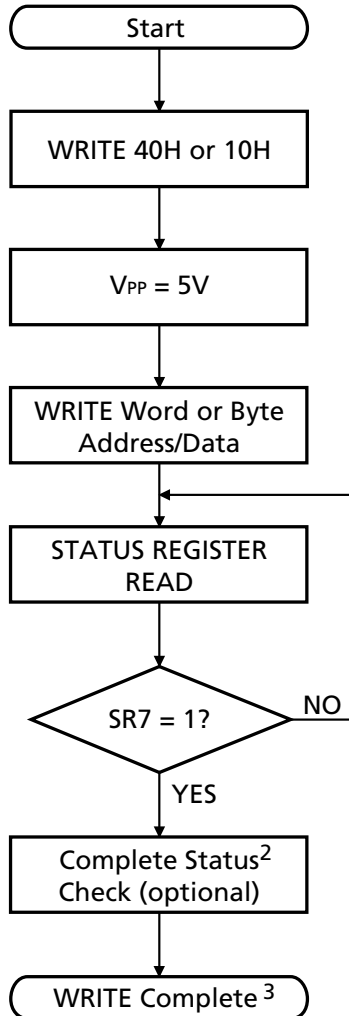 Start
WRITE 40H or 10H
VPP = 5V
WRITE Word or Byte
Address/Data
STATUS REGISTER
READ
SR7 = 1?
NO
YES
Complete Status2
Check (optional)
WRITE Complete 3